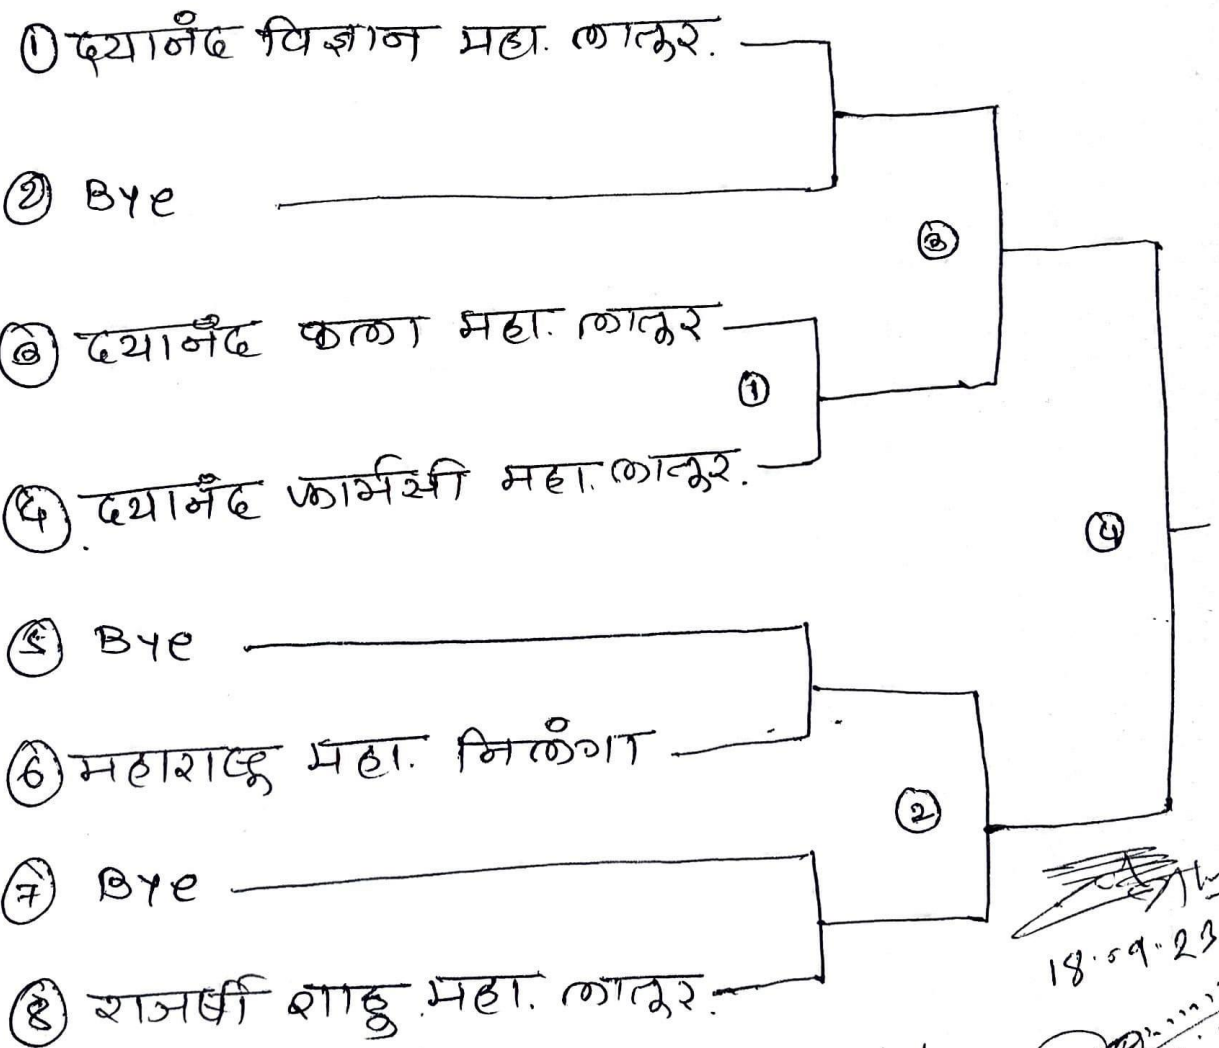 ① दयानंद विज्ञान महा. लातूर.
② Bye
③
③ दयानंद कला महा. लातूर
①
④ दयानंद फार्मसी महा. लातूर.
④
⑤ Bye
⑥ महाराष्ट्र महा. निलंगा
②
⑦ Bye
18.09.23
⑧ राजर्षी शाहू महा. लातूर.